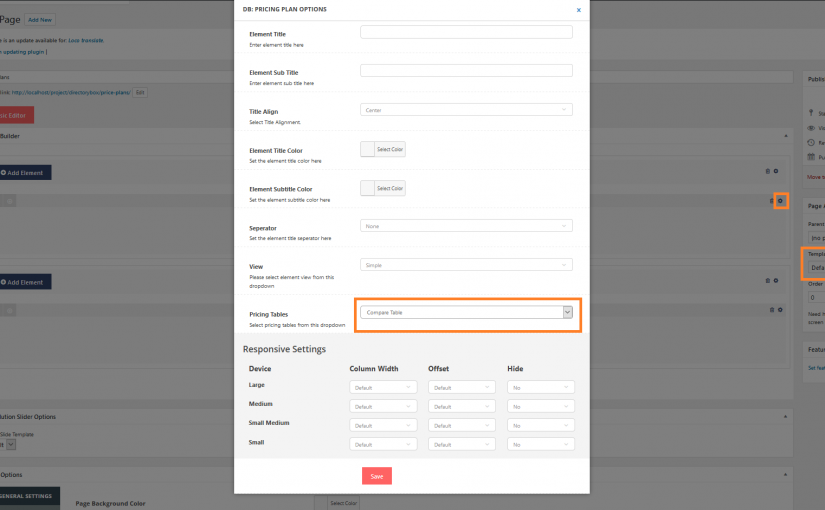 Page Add New
e is an update available for: Loco Translate.
n updating plugin ]
link: http://localhost/project/directorybox/price-plans/ Edit
Editor
Builder
Add Element
Add Element
Slider Options
Slide Template
Options
GENERAL SETTINGS
Page Background Color
Select Color
DB: PRICING PLAN OPTIONS x
Element Title
Enter element title here
Element Sub Title
Enter element sub title here
Title Align
Center
Select Title Alignment.
Element Title Color
Select Color
Set the element title color here
Element Subtitle Color
Select Color
Set the element subtitle color here
Seperator
None
Set the element title seperator here
View
Simple
Please select element view from this
dropdown
Pricing Tables
Compare Table
Select pricing tables from this dropdown
Responsive Settings
Device Column Width Offset Hide
Large Default Default No
Medium Default Default No
Small Medium Default Default No
Small Default Default No
Save
Publis
Move
Page A
Parent
(no p
Templ
Defa
Order
0
Need h
screen
Featur
Set feat